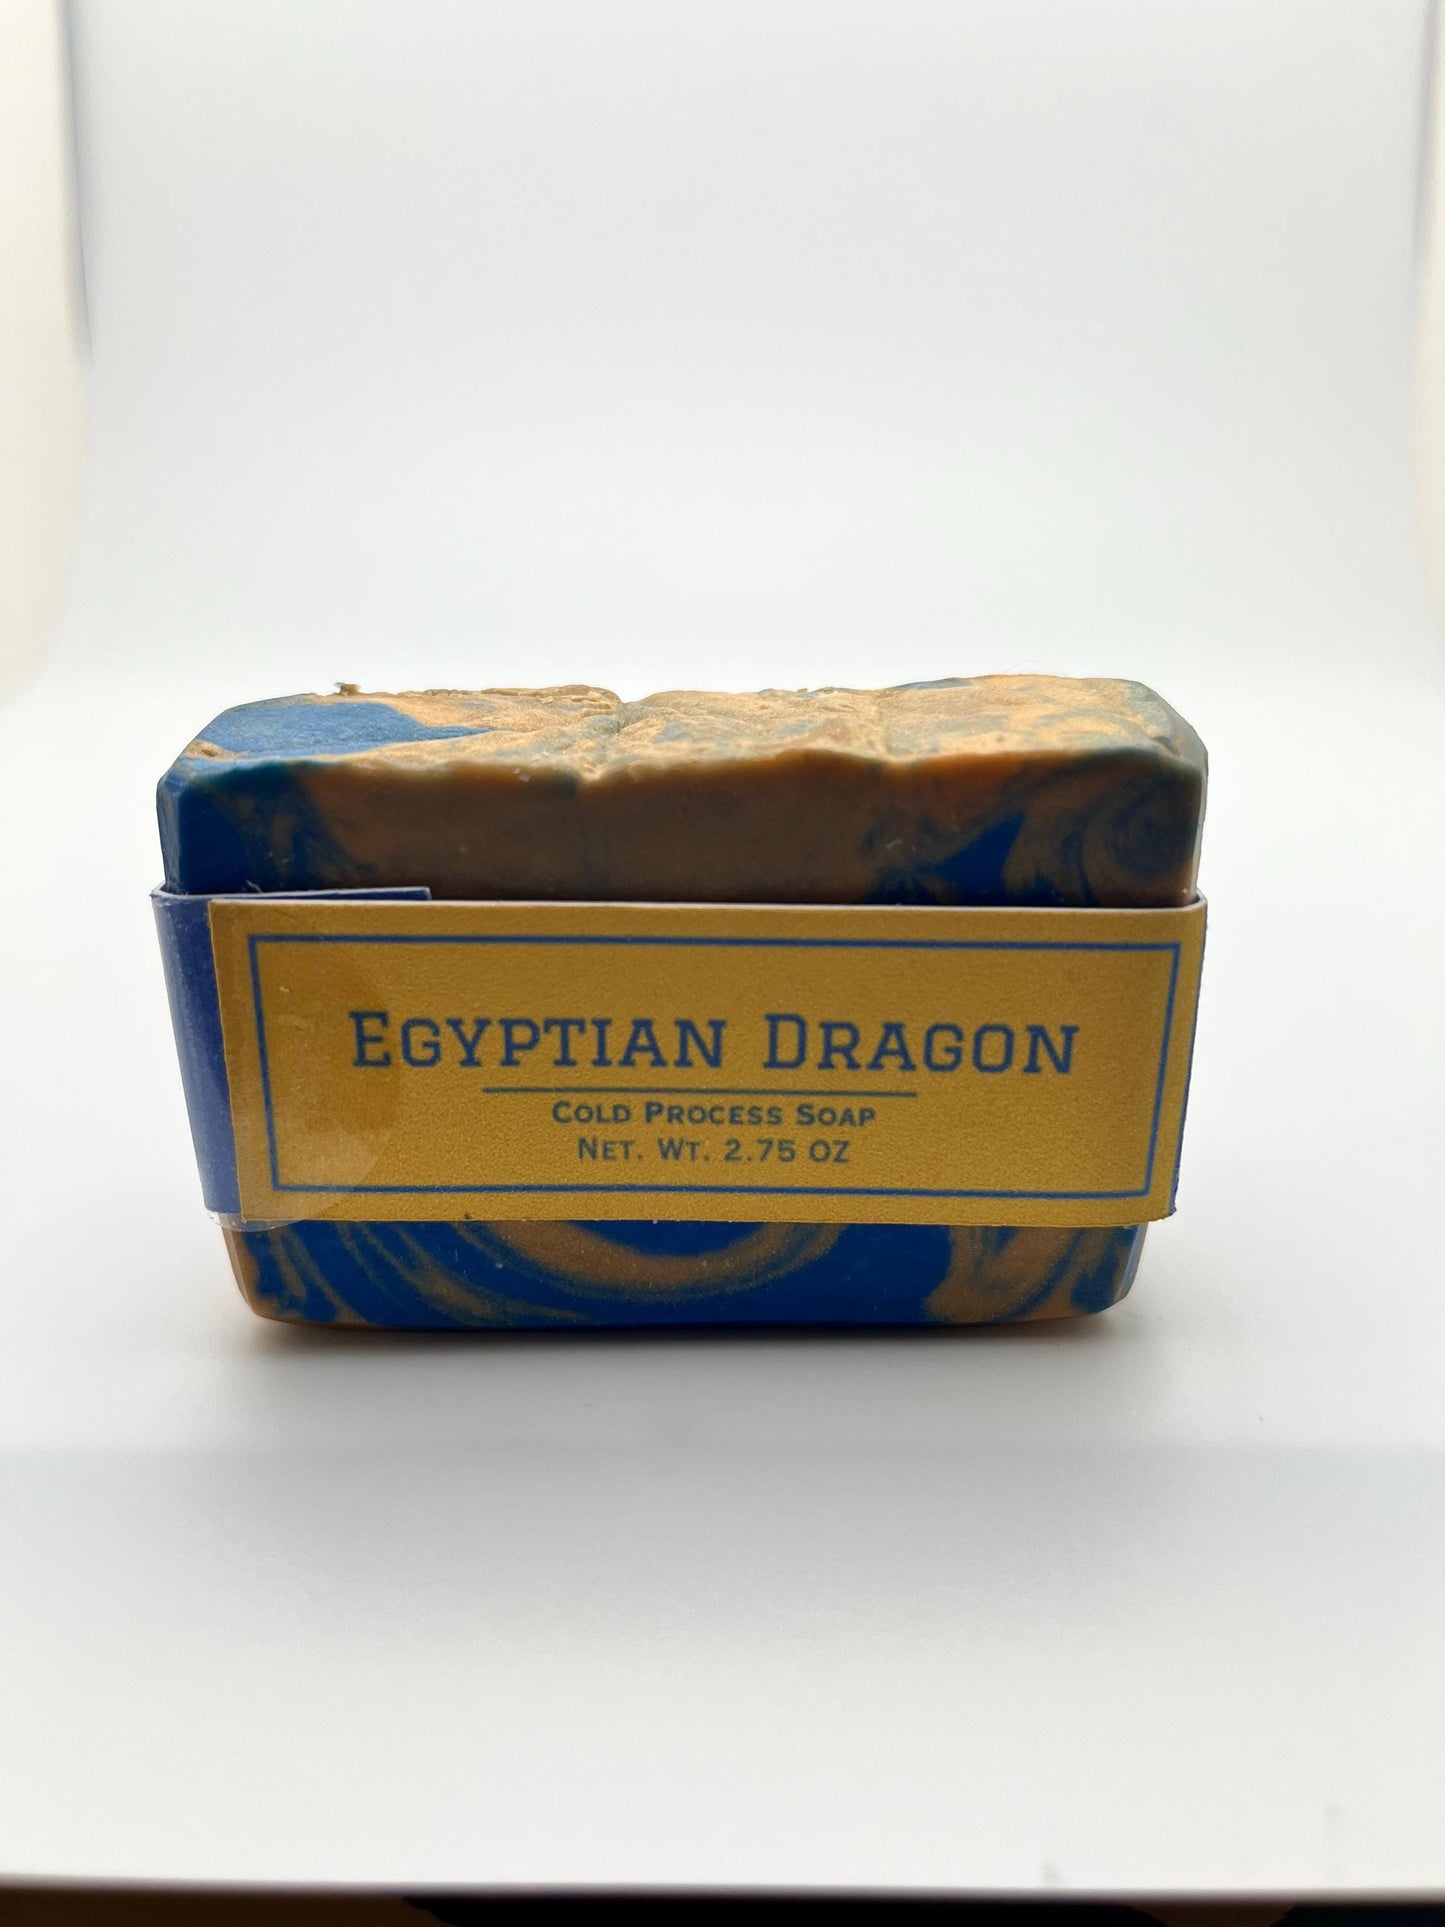 Egyptian Dragon
Cold Process Soap
Net. Wt. 2.75 oz